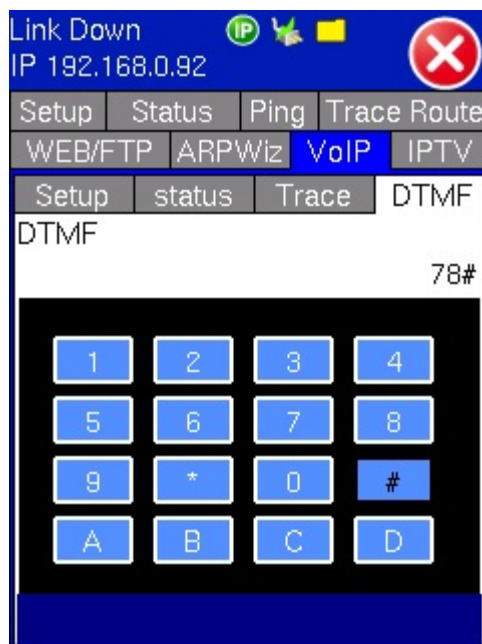 Link Down IP
IP 192.168.0.92
Setup Status Ping Trace Route
WEB/FTP ARPWiz VoIP IPTV
Setup status Trace DTMF
DTMF
78#
1 2 3 4
5 6 7 8
9 * 0 #
A B C D